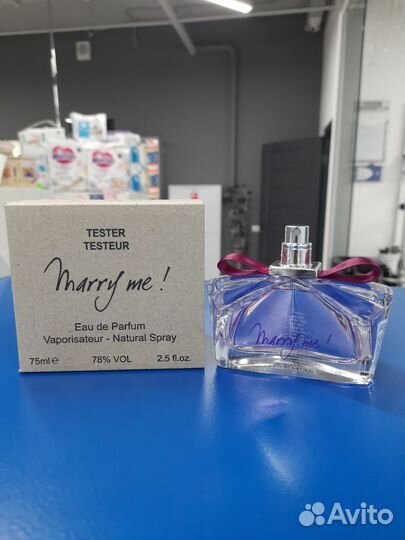 TESTER
TESTEUR
Marry me !
Eau de Parfum
Vaporisateur - Natural Spray
75ml e 78% VOL 2.5 fl.oz.
Marry me !
Avito